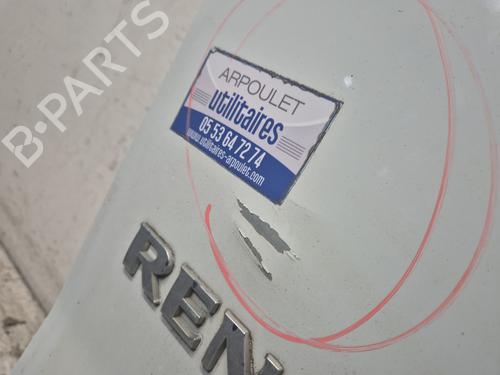 B-PARTS
ARPOULET
utilitaires
05 53 64 72 74
www.utilitaires-arpoulet.com
REN